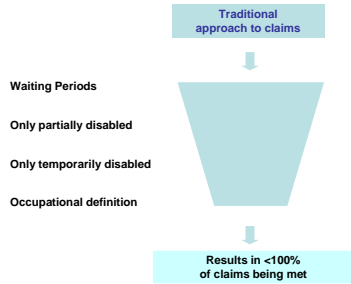 Traditional
approach to claims
Waiting Periods
Only partially disabled
Only temporarily disabled
Occupational definition
Results in <100%
of claims being met